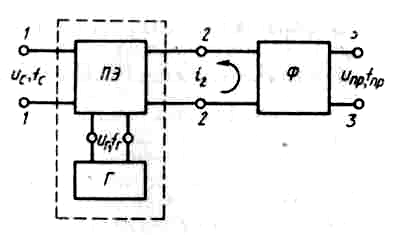 1 2 3
u_c, f_c ПЭ i_2 Ф u_пр, f_пр
1 2 3
u_г, f_г
Г